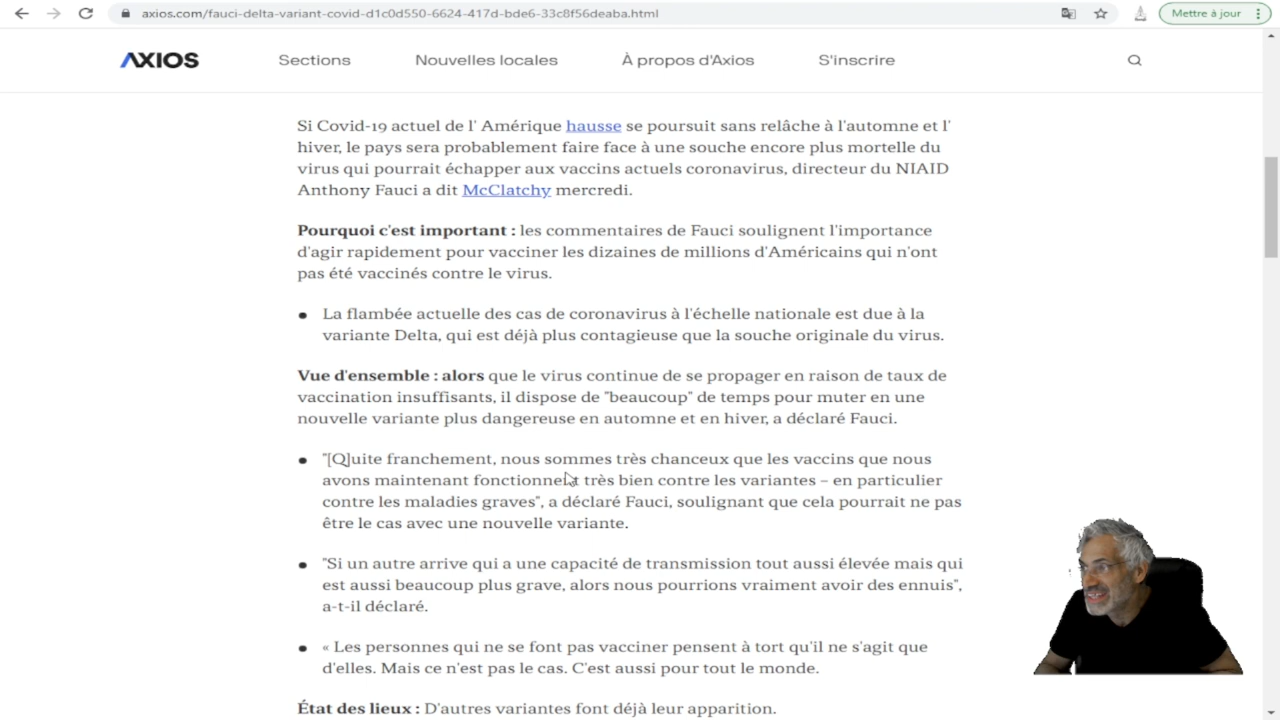 axios.com/fauci-delta-variant-covid-d1c0d550-6624-417d-bde6-33c8f56deaba.html
Mettre à jour
AXIOS
Sections
Nouvelles locales
À propos d'Axios
S'inscrire
Si Covid-19 actuel de l' Amérique hausse se poursuit sans relâche à l'automne et l'
hiver, le pays sera probablement faire face à une souche encore plus mortelle du
virus qui pourrait échapper aux vaccins actuels coronavirus, directeur du NIAID
Anthony Fauci a dit McClatchy mercredi.
Pourquoi c'est important : les commentaires de Fauci soulignent l'importance
d'agir rapidement pour vacciner les dizaines de millions d'Américains qui n'ont
pas été vaccinés contre le virus.
La flambée actuelle des cas de coronavirus à l'échelle nationale est due à la
variante Delta, qui est déjà plus contagieuse que la souche originale du virus.
Vue d'ensemble : alors que le virus continue de se propager en raison de taux de
vaccination insuffisants, il dispose de "beaucoup" de temps pour muter en une
nouvelle variante plus dangereuse en automne et en hiver, a déclaré Fauci.
"[Q]uite franchement, nous sommes très chanceux que les vaccins que nous
avons maintenant fonctionnent très bien contre les variantes – en particulier
contre les maladies graves", a déclaré Fauci, soulignant que cela pourrait ne pas
être le cas avec une nouvelle variante.
"Si un autre arrive qui a une capacité de transmission tout aussi élevée mais qui
est aussi beaucoup plus grave, alors nous pourrions vraiment avoir des ennuis",
a-t-il déclaré.
« Les personnes qui ne se font pas vacciner pensent à tort qu'il ne s'agit que
d'elles. Mais ce n'est pas le cas. C'est aussi pour tout le monde.
État des lieux : D'autres variantes font déjà leur apparition.